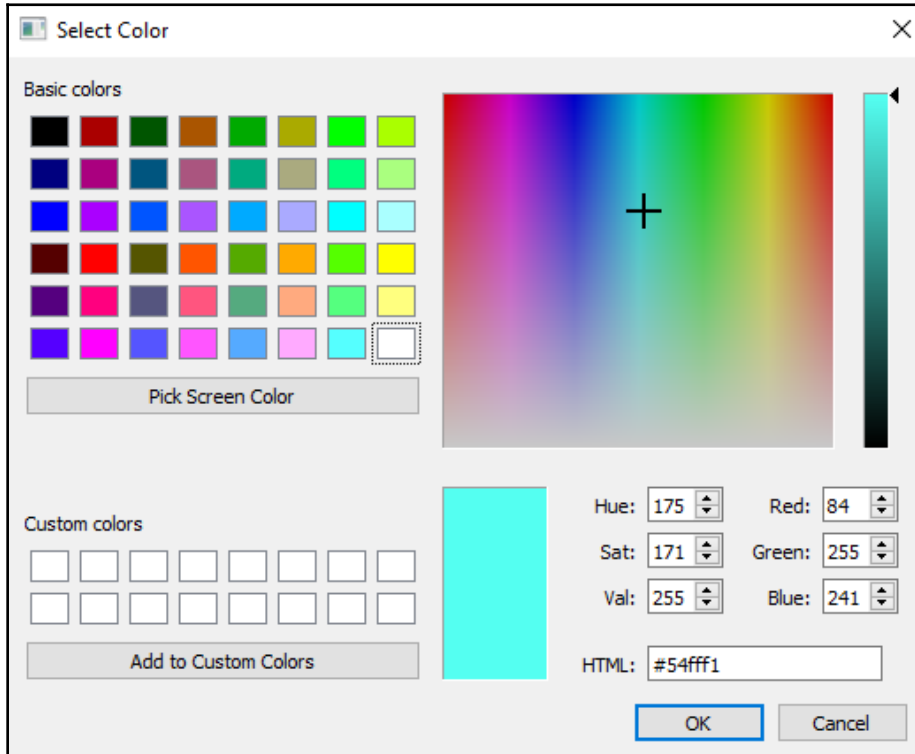 Select Color
Basic colors
Pick Screen Color
Custom colors
Add to Custom Colors
Hue: 175 Red: 84
Sat: 171 Green: 255
Val: 255 Blue: 241
HTML: #54fff1
OK Cancel